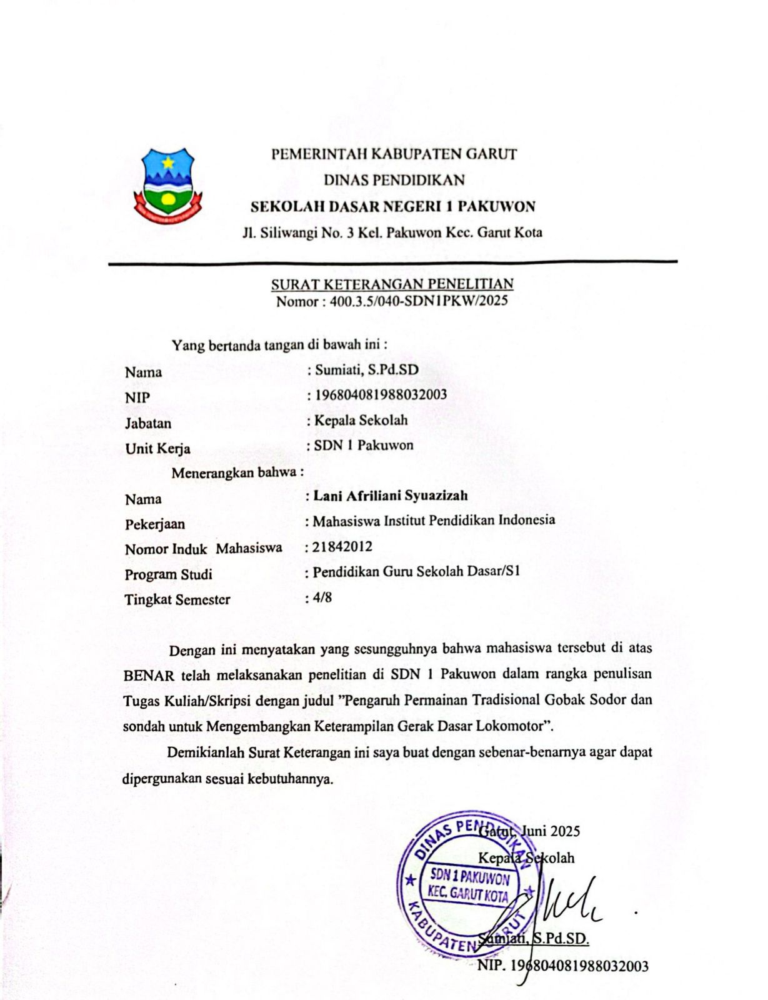 PEMERINTAH KABUPATEN GARUT
DINAS PENDIDIKAN
SEKOLAH DASAR NEGERI 1 PAKUWON
Jl. Siliwangi No. 3 Kel. Pakuwon Kec. Garut Kota
SURAT KETERANGAN PENELITIAN
Nomor : 400.3.5/040-SDN1PKW/2025
Yang bertanda tangan di bawah ini :
Nama : Sumiati, S.Pd.SD
NIP : 196804081988032003
Jabatan : Kepala Sekolah
Unit Kerja : SDN 1 Pakuwon
Menerangkan bahwa :
Nama : Lani Afriliani Syuazizah
Pekerjaan : Mahasiswa Institut Pendidikan Indonesia
Nomor Induk Mahasiswa : 21842012
Program Studi : Pendidikan Guru Sekolah Dasar/S1
Tingkat Semester : 4/8
Dengan ini menyatakan yang sesungguhnya bahwa mahasiswa tersebut di atas
BENAR telah melaksanakan penelitian di SDN 1 Pakuwon dalam rangka penulisan
Tugas Kuliah/Skripsi dengan judul ”Pengaruh Permainan Tradisional Gobak Sodor dan
sondah untuk Mengembangkan Keterampilan Gerak Dasar Lokomotor”.
Demikianlah Surat Keterangan ini saya buat dengan sebenar-benarnya agar dapat
dipergunakan sesuai kebutuhannya.
Garut, Juni 2025
Kepala Sekolah
DINAS PENDIDIKAN
SDN 1 PAKUWON
KEC. GARUT KOTA
KABUPATEN GARUT
Sumiati, S.Pd.SD.
NIP. 196804081988032003